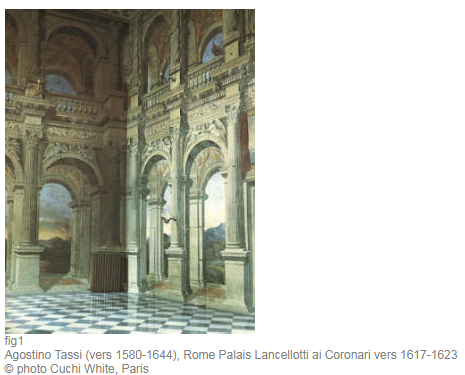 fig1
Agostino Tassi (vers 1580-1644), Rome Palais Lancellotti ai Coronari vers 1617-1623
© photo Cuchi White, Paris